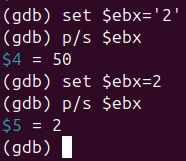 (gdb) set $ebx='2'
(gdb) p/s $ebx
$4 = 50
(gdb) set $ebx=2
(gdb) p/s $ebx
$5 = 2
(gdb)